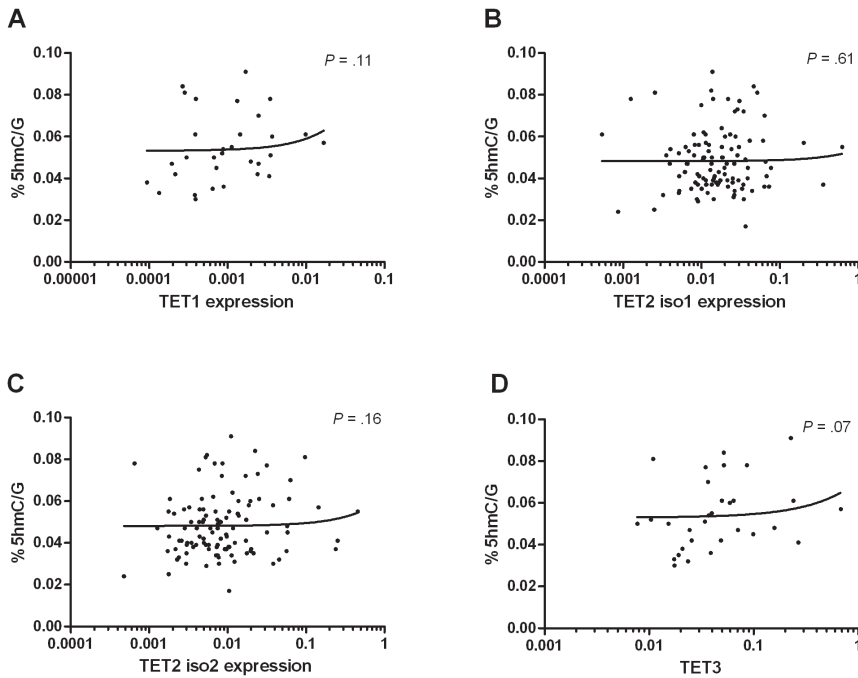 A
P = .11
0.10
0.08
0.06
0.04
0.02
0.00
% 5hmC/G
0.00001
0.0001
0.001
0.01
0.1
TET1 expression
B
P = .61
0.10
0.08
0.06
0.04
0.02
0.00
% 5hmC/G
0.0001
0.001
0.01
0.1
1
TET2 iso1 expression
C
P = .16
0.10
0.08
0.06
0.04
0.02
0.00
% 5hmC/G
0.0001
0.001
0.01
0.1
1
TET2 iso2 expression
D
P = .07
0.10
0.08
0.06
0.04
0.02
0.00
% 5hmC/G
0.001
0.01
0.1
1
TET3